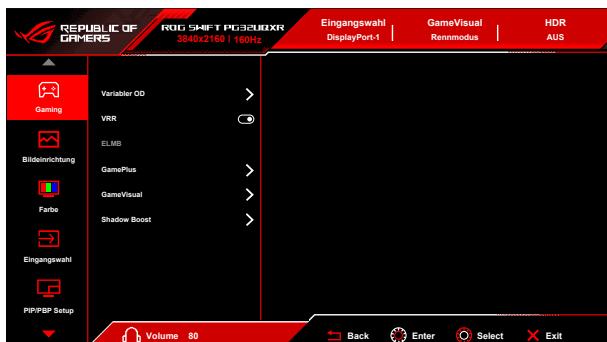 REPUBLIC OF
GAMERS
ROG SWIFT PG32UQXR
3840x2160 | 160Hz
Eingangswahl
DisplayPort-1
GameVisual
Rennmodus
HDR
AUS
Gaming
Bildeinrichtung
Farbe
Eingangswahl
PIP/PBP Setup
Variabler OD
VRR
ELMB
GamePlus
GameVisual
Shadow Boost
Volume 80
Back
Enter
Select
Exit